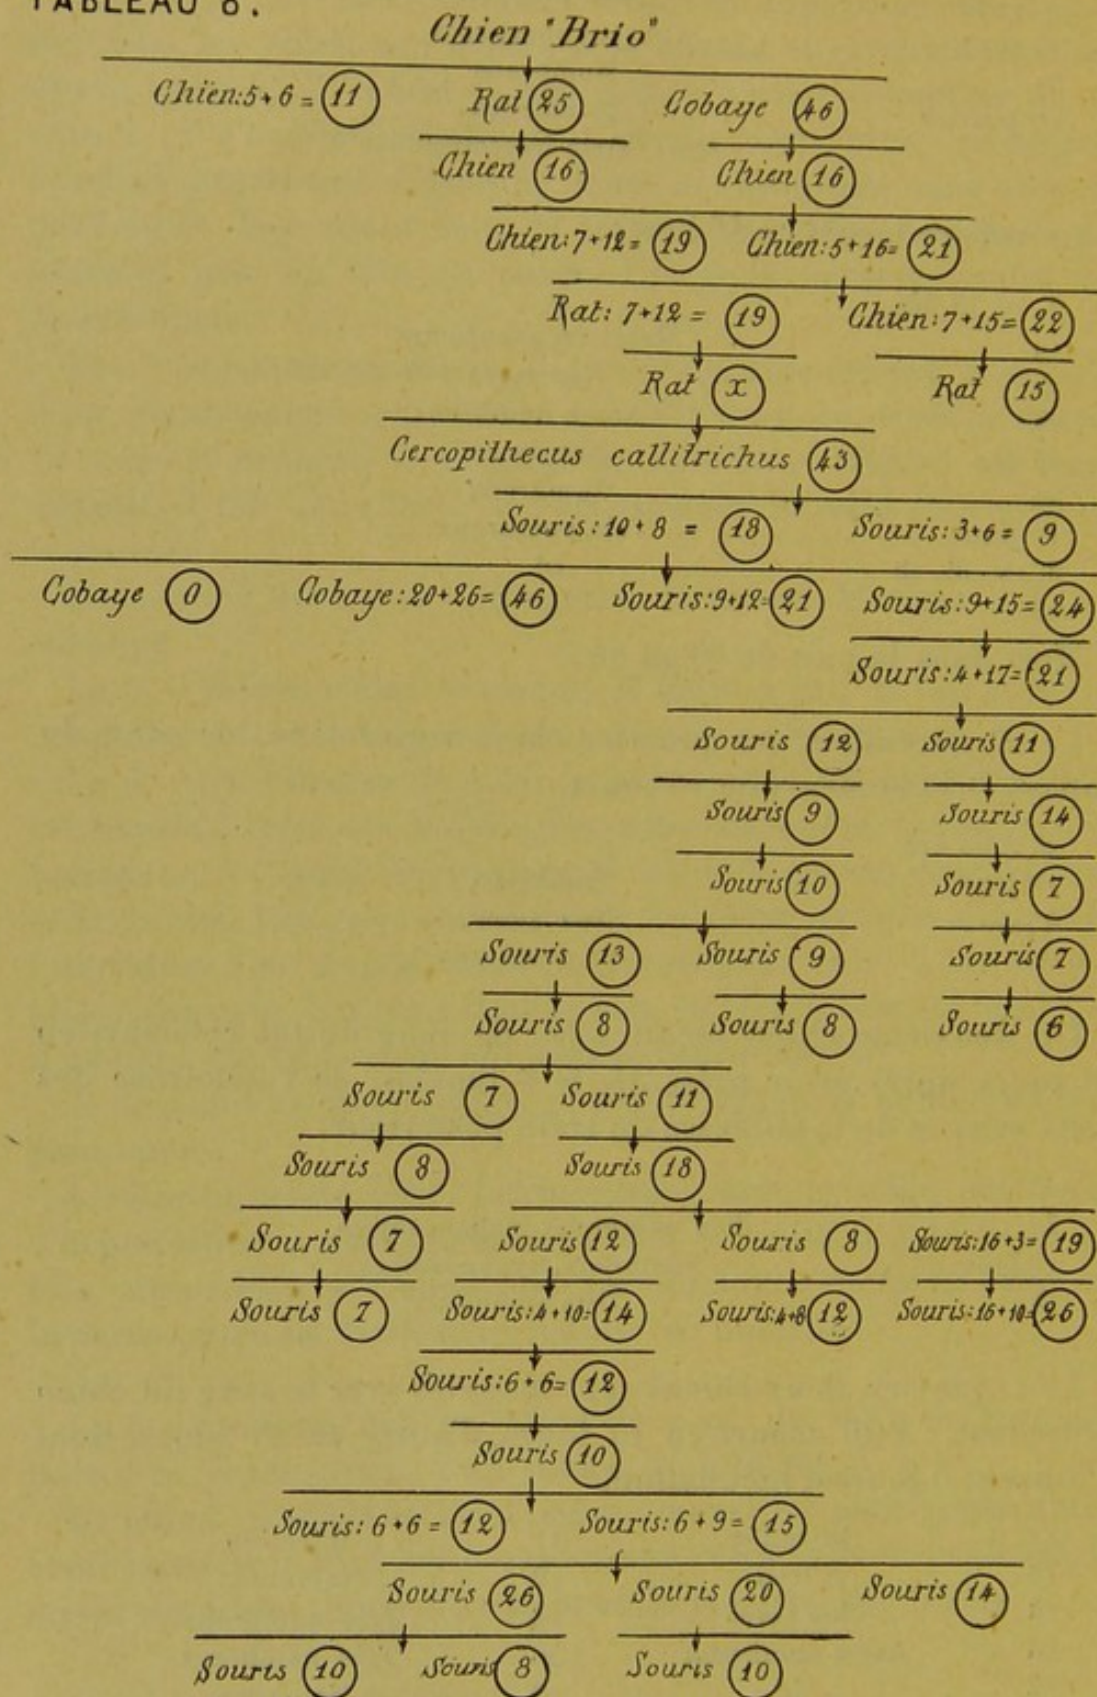 TABLEAU 8.
Chien "Brio"
Chien: 5+6 = 11 Rat 25 Cobaye 46
Chien 16 Chien 16
Chien: 7+12= 19 Chien: 5+16= 21
Rat: 7+12 = 19 Chien: 7+15= 22
Rat x Rat 15
Cercopithecus callitrichus 43
Souris: 10+8 = 18 Souris: 3+6 = 9
Cobaye 0 Cobaye: 20+26= 46 Souris: 9+12= 21 Souris: 9+15= 24
Souris: 4+17= 21
Souris 12 Souris 11
Souris 9 Souris 14
Souris 10 Souris 7
Souris 13 Souris 9 Souris 7
Souris 8 Souris 8 Souris 6
Souris 7 Souris 11
Souris 8 Souris 18
Souris 7 Souris 12 Souris 8 Souris: 16+3= 19
Souris 7 Souris: 4+10= 14 Souris: 4+8 12 Souris: 16+10= 26
Souris: 6+6= 12
Souris 10
Souris: 6+6 = 12 Souris: 6+9= 15
Souris 26 Souris 20 Souris 14
Souris 10 Souris 8 Souris 10